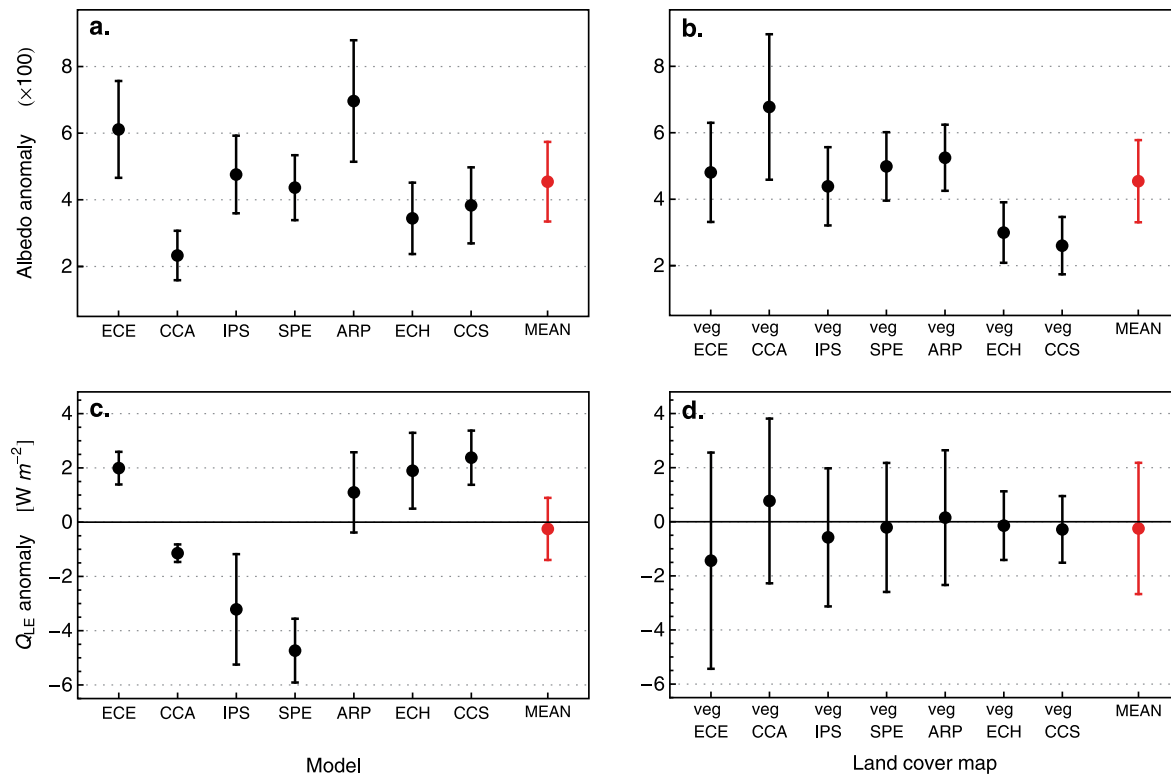 a.
Albedo anomaly (×100)
8
6
4
2
ECE CCA IPS SPE ARP ECH CCS MEAN
b.
8
6
4
2
veg veg veg veg veg veg veg MEAN
ECE CCA IPS SPE ARP ECH CCS
c.
QLE anomaly [W m−2]
4
2
0
−2
−4
−6
ECE CCA IPS SPE ARP ECH CCS MEAN
Model
d.
4
2
0
−2
−4
−6
veg veg veg veg veg veg veg MEAN
ECE CCA IPS SPE ARP ECH CCS
Land cover map